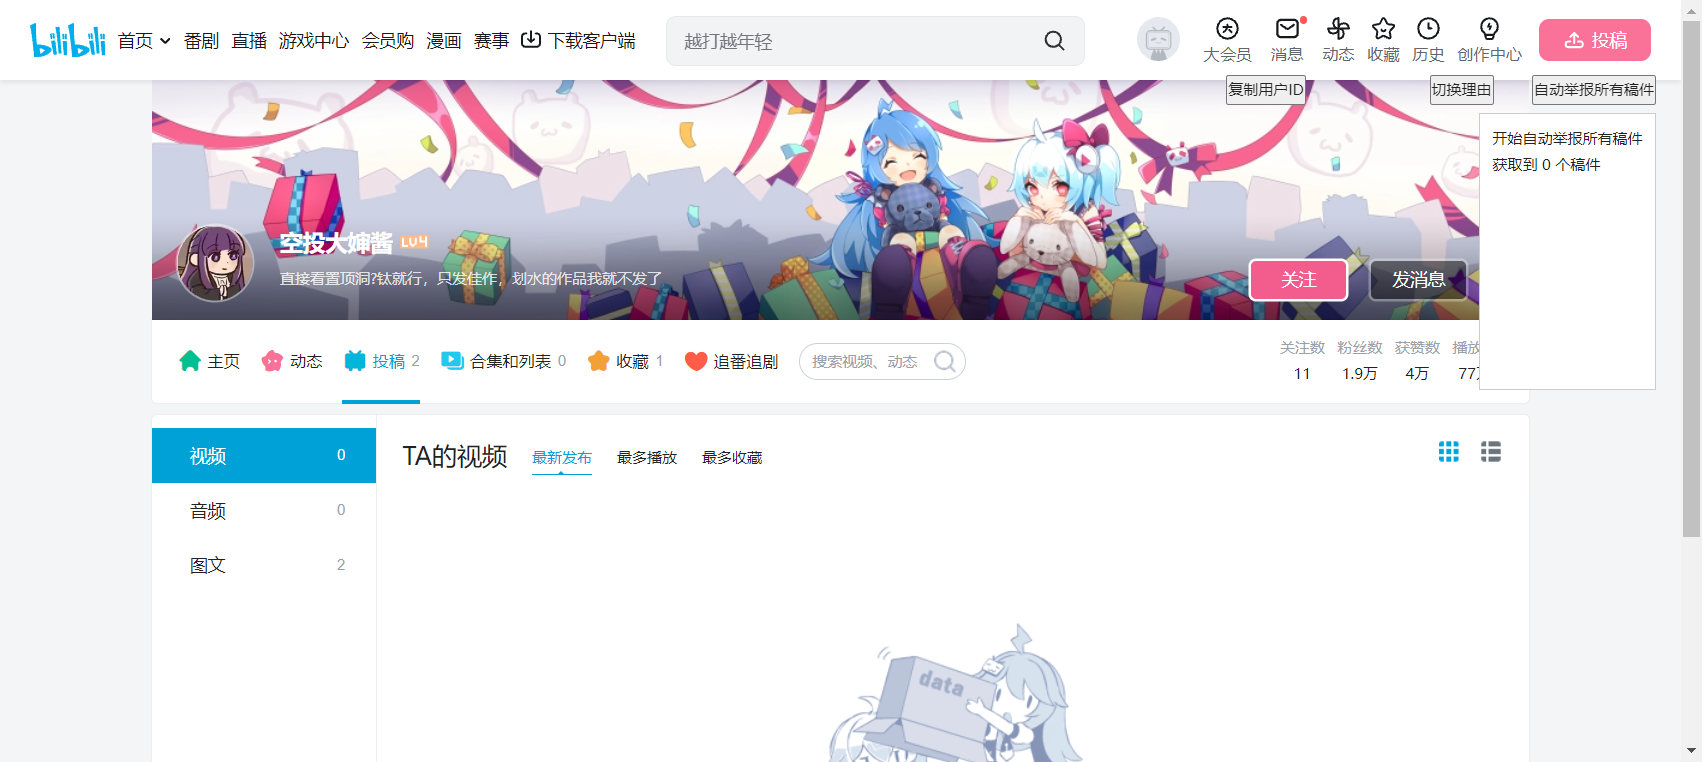 bilibili 首页 番剧 直播 游戏中心 会员购 漫画 赛事 下载客户端 越打越年轻 大会员 消息 动态 收藏 历史 创作中心 投稿
复制用户ID 切换理由 自动举报所有稿件
开始自动举报所有稿件
获取到 0 个稿件
空投大婶酱 LV4
直接看置顶洞?钛就行，只发佳作，划水的作品我就不发了
关注 发消息
主页 动态 投稿 2 合集和列表 0 收藏 1 追番追剧 搜索视频、动态
关注数 粉丝数 获赞数 播放
11 1.9万 4万 77
视频 0
音频 0
图文 2
TA的视频 最新发布 最多播放 最多收藏
data